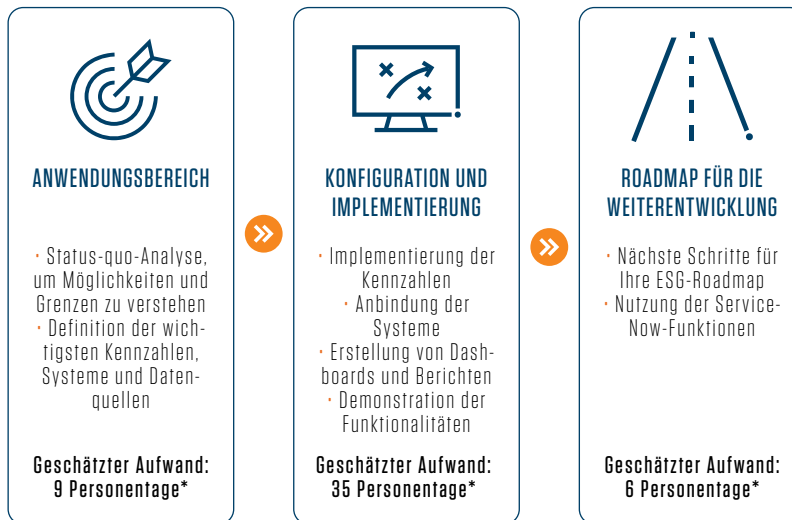 ANWENDUNGSBEREICH
· Status-quo-Analyse,
um Möglichkeiten und
Grenzen zu verstehen
· Definition der wich-
tigsten Kennzahlen,
Systeme und Daten-
quellen
Geschätzter Aufwand:
9 Personentage*
KONFIGURATION UND
IMPLEMENTIERUNG
· Implementierung der
Kennzahlen
· Anbindung der
Systeme
· Erstellung von Dash-
boards und Berichten
· Demonstration der
Funktionalitäten
Geschätzter Aufwand:
35 Personentage*
ROADMAP FÜR DIE
WEITERENTWICKLUNG
· Nächste Schritte für
Ihre ESG-Roadmap
· Nutzung der Service-
Now-Funktionen
Geschätzter Aufwand:
6 Personentage*